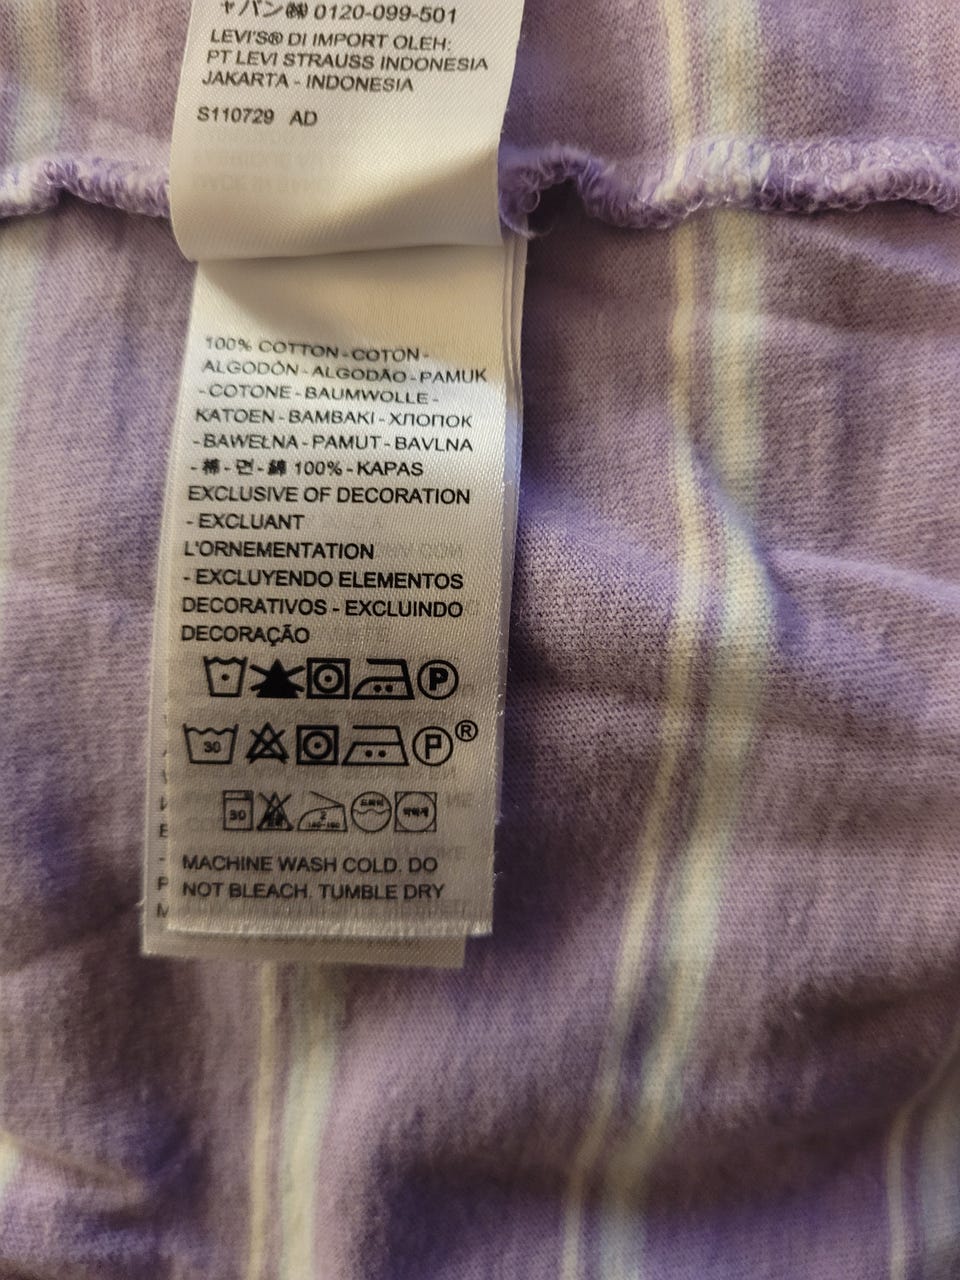 ャパン㈱ 0120-099-501
LEVI'S® DI IMPORT OLEH:
PT LEVI STRAUSS INDONESIA
JAKARTA - INDONESIA
S110729 AD
100% COTTON - COTON -
ALGODÓN - ALGODÃO - PAMUK
- COTONE - BAUMWOLLE -
KATOEN - BAMBAKI - ХЛОПОК
- BAWEŁNA - PAMUT - BAVLNA
- 棉 - 면 - 綿 100% - KAPAS
EXCLUSIVE OF DECORATION
- EXCLUANT
L'ORNEMENTATION
- EXCLUYENDO ELEMENTOS
DECORATIVOS - EXCLUINDO
DECORAÇÃO
P
30 P®
30 2
MACHINE WASH COLD. DO
NOT BLEACH. TUMBLE DRY